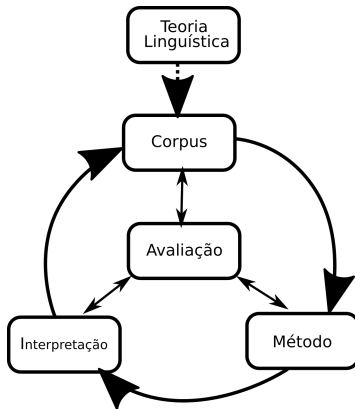 Teoria
Linguística
Corpus
Avaliação
Interpretação
Método